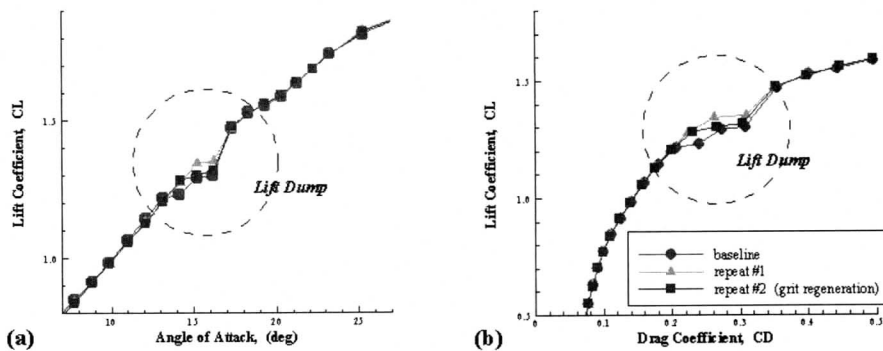 1.5
1.0
Lift Coefficient, CL
Lift Dump
10
15
20
25
Angle of Attack, (deg)
(a)
1.5
1.0
0.5
Lift Coefficient, CL
Lift Dump
baseline
repeat #1
repeat #2 (grit regeneration)
0
0.1
0.2
0.3
0.4
0.5
Drag Coefficient, CD
(b)